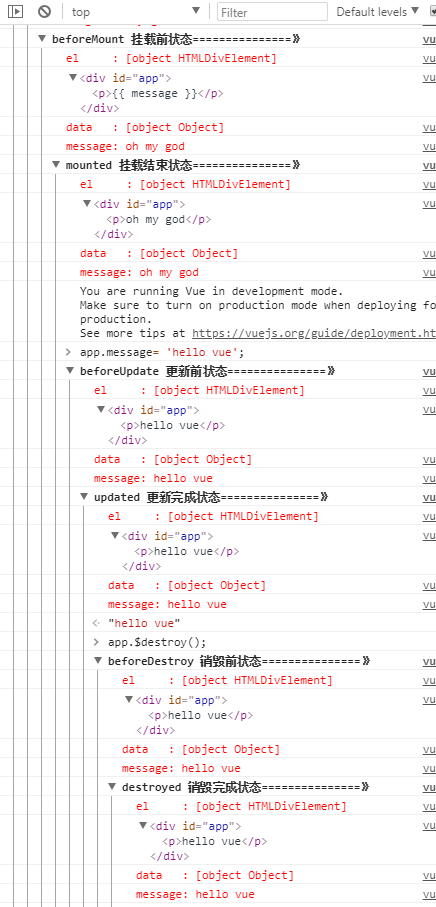 top Filter Default levels
beforeMount 挂载前状态===============》 vu
el : [object HTMLDivElement] vu
<div id="app"> vu
<p>{{ message }}</p>
</div>
data : [object Object] vu
message: oh my god vu
mounted 挂载结束状态===============》 vu
el : [object HTMLDivElement] vu
<div id="app"> vu
<p>oh my god</p>
</div>
data : [object Object] vu
message: oh my god vu
You are running Vue in development mode. vu
Make sure to turn on production mode when deploying fo
production.
See more tips at https://vuejs.org/guide/deployment.ht
> app.message= 'hello vue';
beforeUpdate 更新前状态===============》 vu
el : [object HTMLDivElement] vu
<div id="app"> vu
<p>hello vue</p>
</div>
data : [object Object] vu
message: hello vue vu
updated 更新完成状态===============》 vu
el : [object HTMLDivElement] vu
<div id="app"> vu
<p>hello vue</p>
</div>
data : [object Object] vu
message: hello vue vu
"hello vue"
> app.$destroy();
beforeDestroy 销毁前状态===============》 vu
el : [object HTMLDivElement] vu
<div id="app"> vu
<p>hello vue</p>
</div>
data : [object Object] vu
message: hello vue vu
destroyed 销毁完成状态===============》 vu
el : [object HTMLDivElement] vu
<div id="app"> vu
<p>hello vue</p>
</div>
data : [object Object] vu
message: hello vue vu